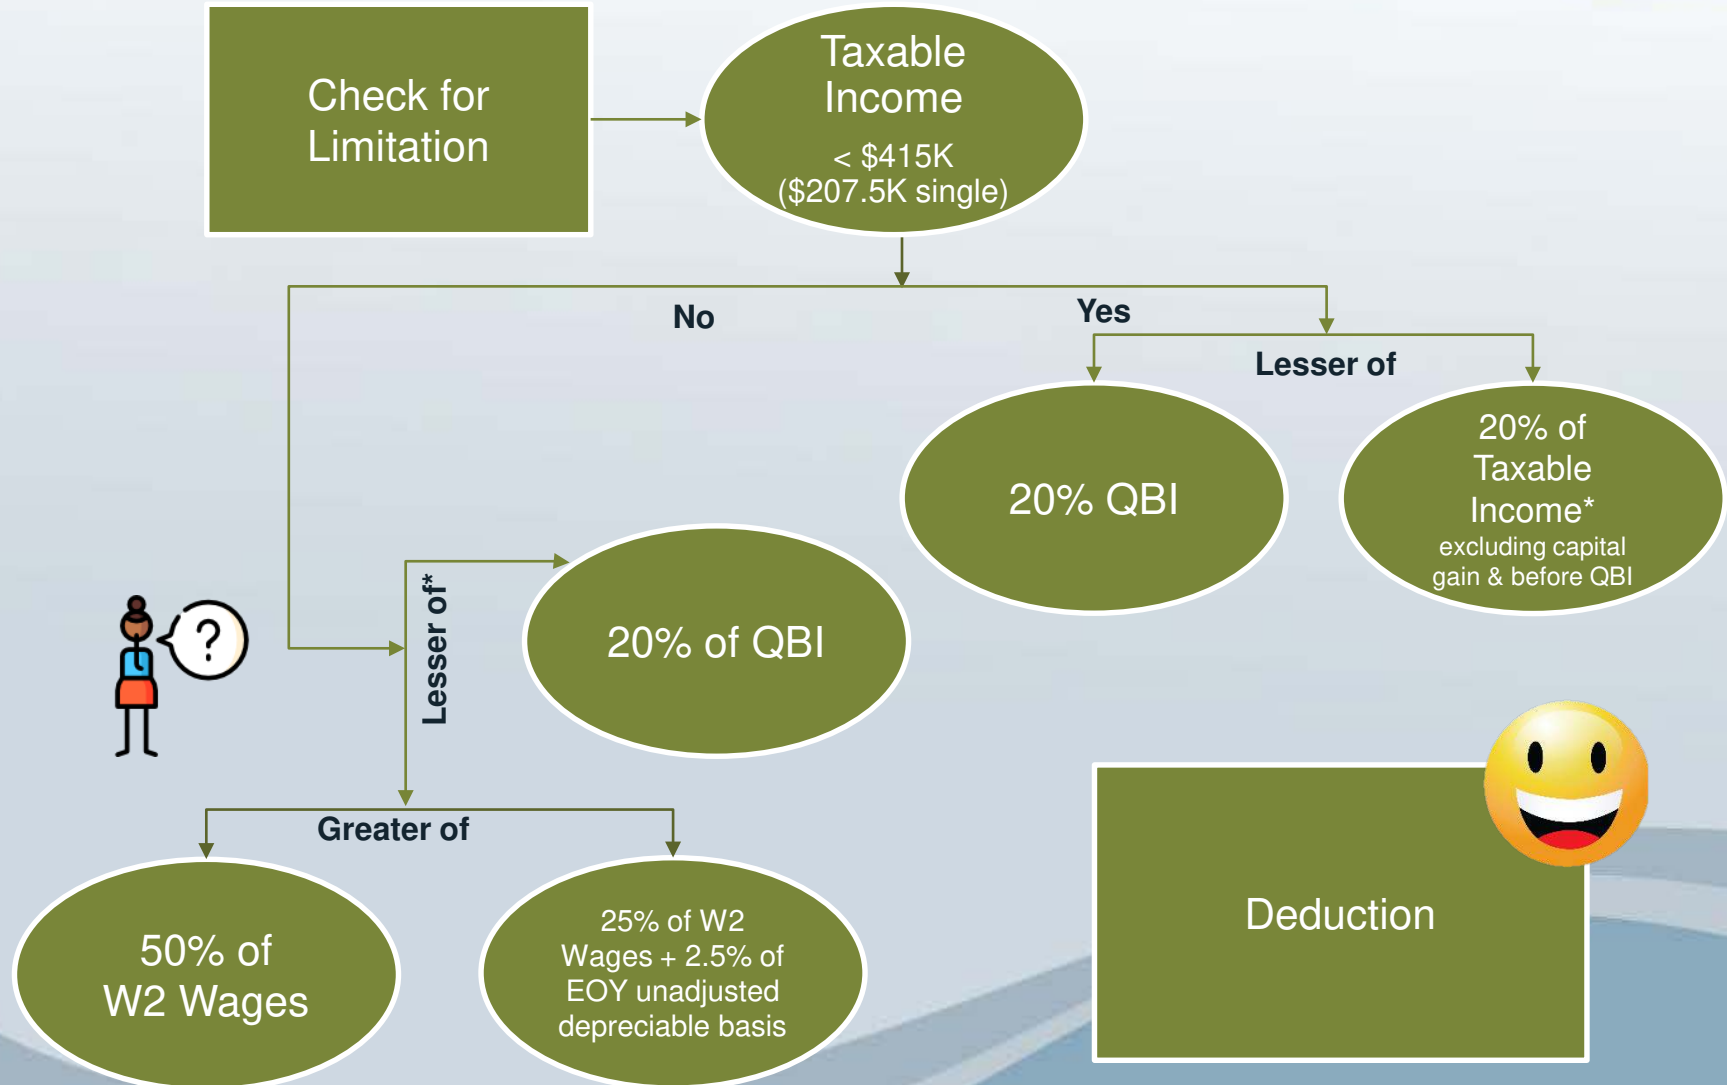 Check for
Limitation
Taxable
Income
< $415K
($207.5K single)
No
Yes
Lesser of
20% QBI
20% of
Taxable
Income*
excluding capital
gain & before QBI
Lesser of*
20% of QBI
?
Greater of
50% of
W2 Wages
25% of W2
Wages + 2.5% of
EOY unadjusted
depreciable basis
Deduction